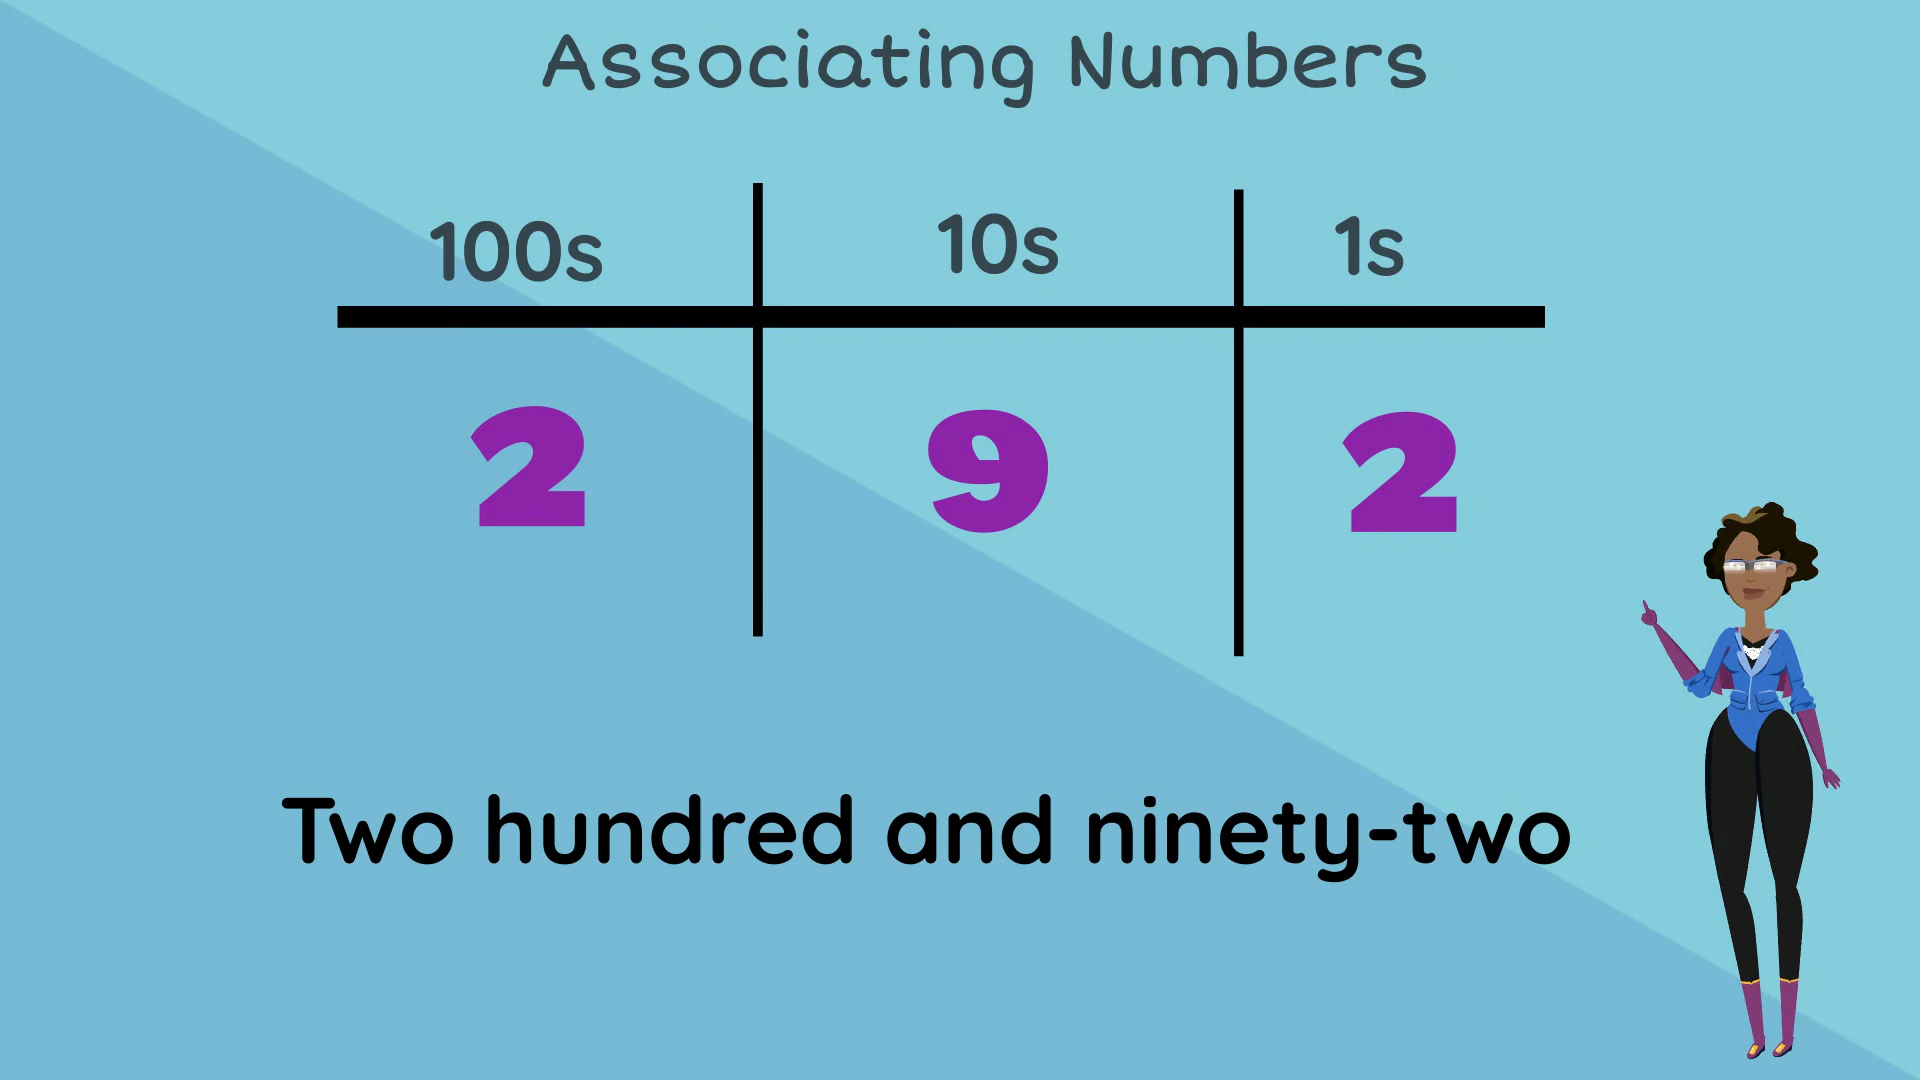 Associating Numbers
100s 10s 1s
2 9 2
Two hundred and ninety-two